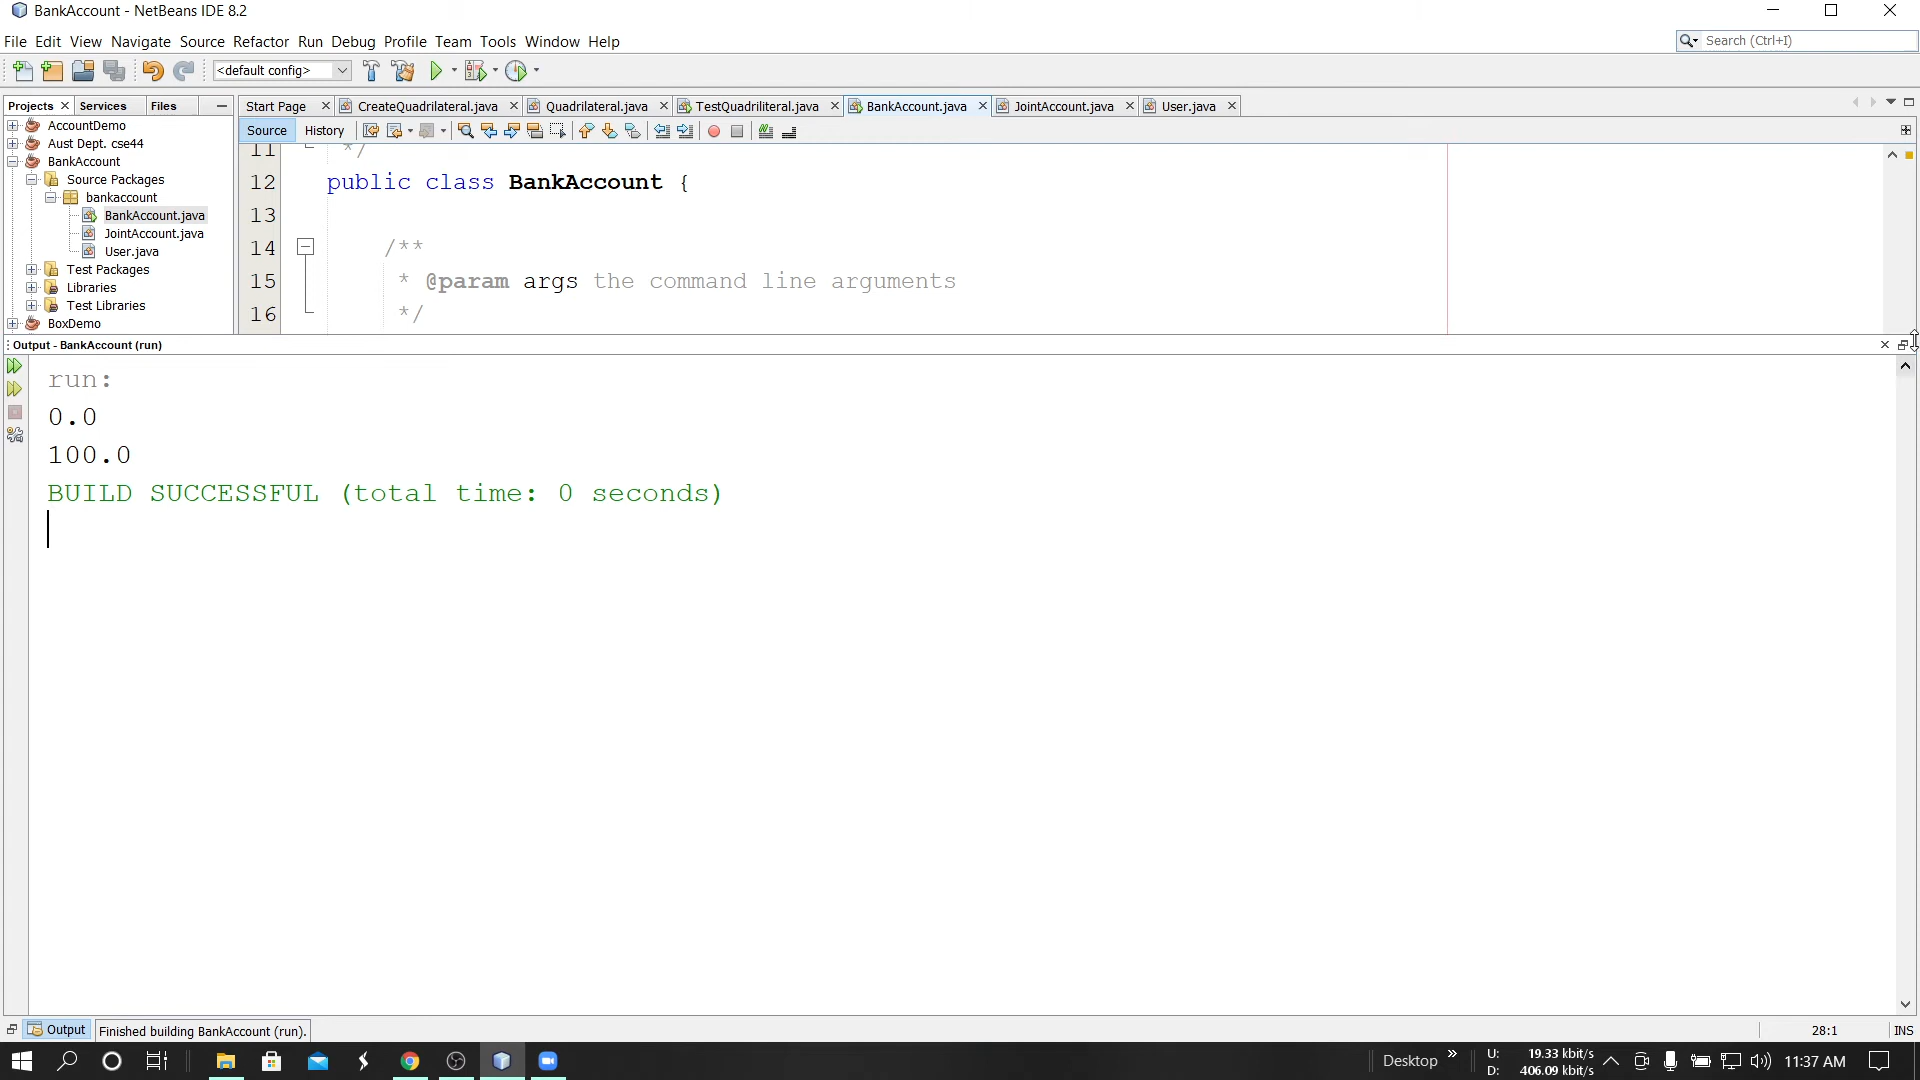 BankAccount - NetBeans IDE 8.2
File Edit View Navigate Source Refactor Run Debug Profile Team Tools Window Help
Search (Ctrl+I)
<default config>
Projects Services Files
Start Page CreateQuadrilateral.java Quadrilateral.java TestQuadriliteral.java BankAccount.java JointAccount.java User.java
Source History
AccountDemo
Aust Dept. cse44
BankAccount
Source Packages
bankaccount
BankAccount.java
JointAccount.java
User.java
Test Packages
Libraries
Test Libraries
BoxDemo
11 */
12 public class BankAccount {
13
14 /**
15 * @param args the command line arguments
16 */
Output - BankAccount (run)
run:
0.0
100.0
BUILD SUCCESSFUL (total time: 0 seconds)
Output Finished building BankAccount (run).
28:1 INS
Desktop »
U: 19.33 kbit/s
D: 406.09 kbit/s
11:37 AM